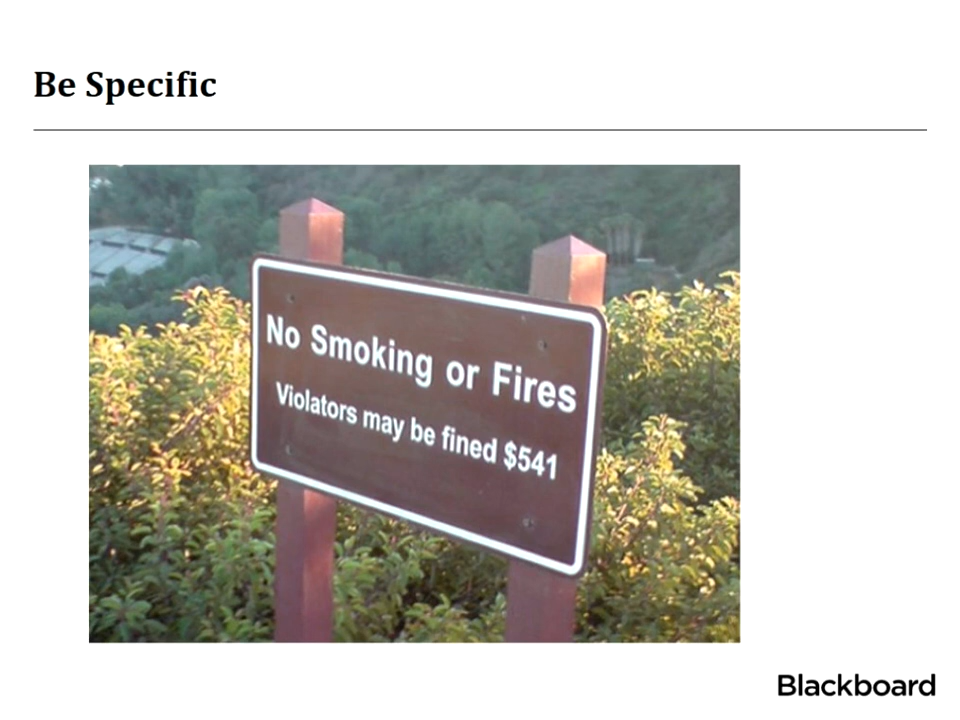 Be Specific
No Smoking or Fires
Violators may be fined $541
Blackboard